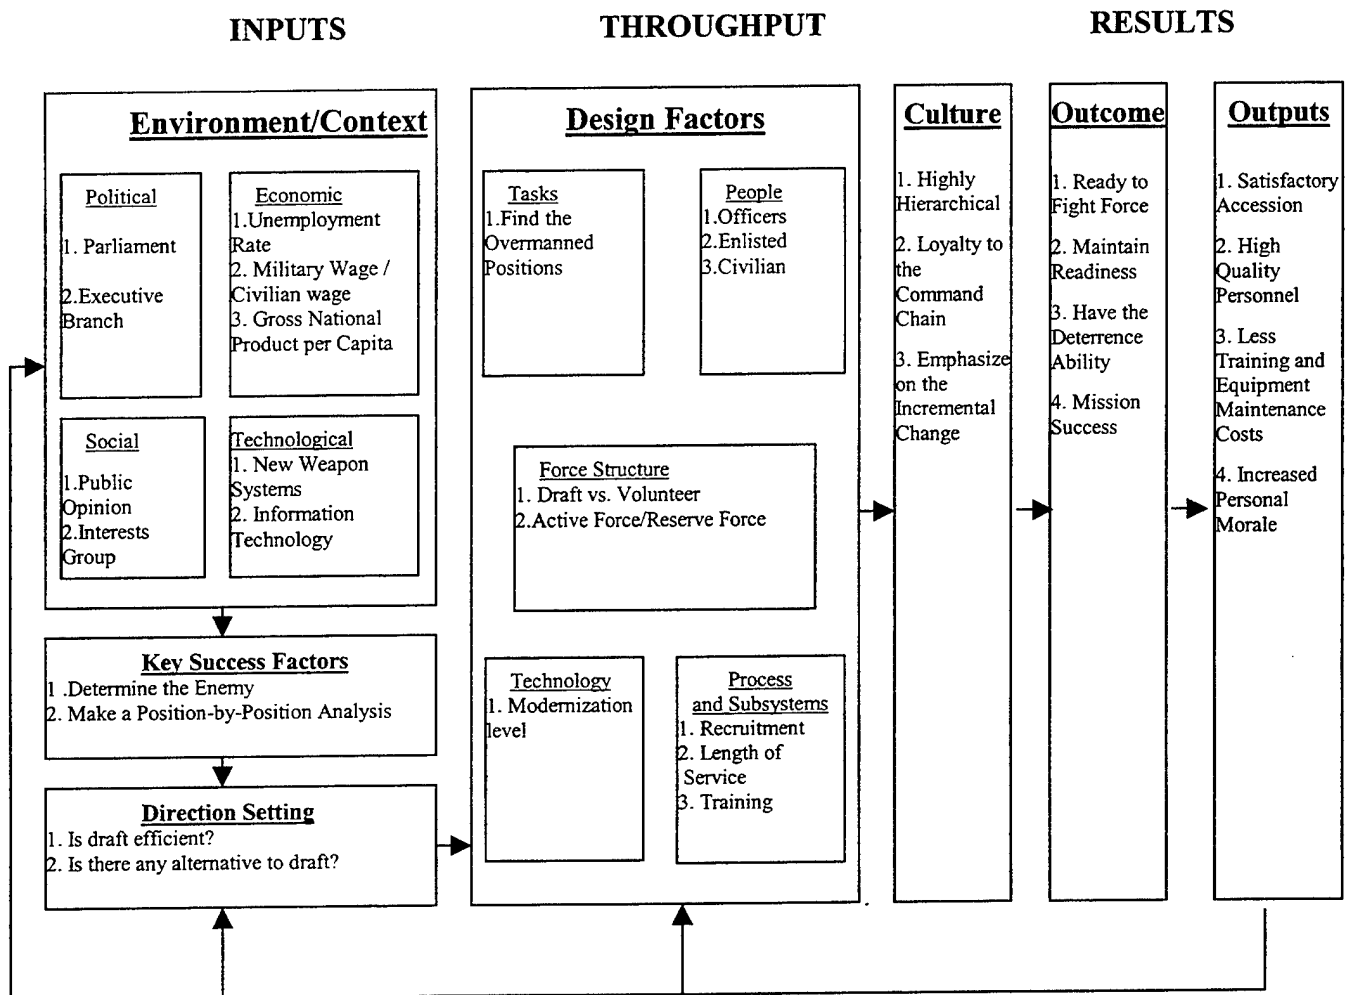 INPUTS
THROUGHPUT
RESULTS
Environment/Context
Political
1. Parliament
2.Executive
Branch
Economic
1.Unemployment
Rate
2. Military Wage /
Civilian wage
3. Gross National
Product per Capita
Social
1.Public
Opinion
2.Interests
Group
Technological
1. New Weapon
Systems
2. Information
Technology
Key Success Factors
1 .Determine the Enemy
2. Make a Position-by-Position Analysis
Direction Setting
1. Is draft efficient?
2. Is there any alternative to draft?
Design Factors
Tasks
1.Find the
Overmanned
Positions
People
1.Officers
2.Enlisted
3.Civilian
Force Structure
1. Draft vs. Volunteer
2.Active Force/Reserve Force
Technology
1. Modernization
level
Process
and Subsystems
1. Recruitment
2. Length of
Service
3. Training
Culture
1. Highly
Hierarchical
2. Loyalty to
the
Command
Chain
3. Emphasize
on the
Incremental
Change
Outcome
1. Ready to
Fight Force
2. Maintain
Readiness
3. Have the
Deterrence
Ability
4. Mission
Success
Outputs
1. Satisfactory
Accession
2. High
Quality
Personnel
3. Less
Training and
Equipment
Maintenance
Costs
4. Increased
Personal
Morale